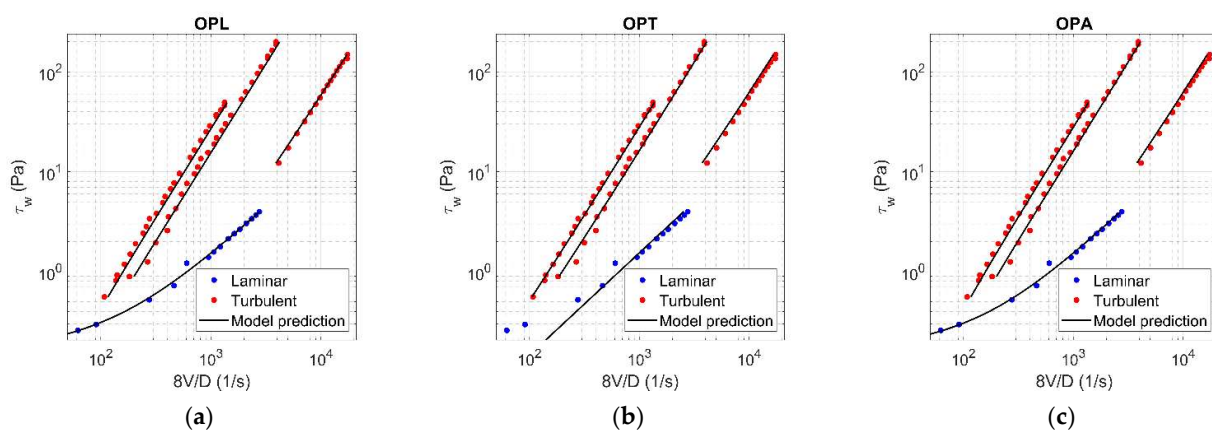 OPL
10²
10¹
10⁰
τw (Pa)
Laminar
Turbulent
Model prediction
10² 10³ 10⁴
8V/D (1/s)
(a)
OPT
10²
10¹
10⁰
τw (Pa)
Laminar
Turbulent
Model prediction
10² 10³ 10⁴
8V/D (1/s)
(b)
OPA
10²
10¹
10⁰
τw (Pa)
Laminar
Turbulent
Model prediction
10² 10³ 10⁴
8V/D (1/s)
(c)